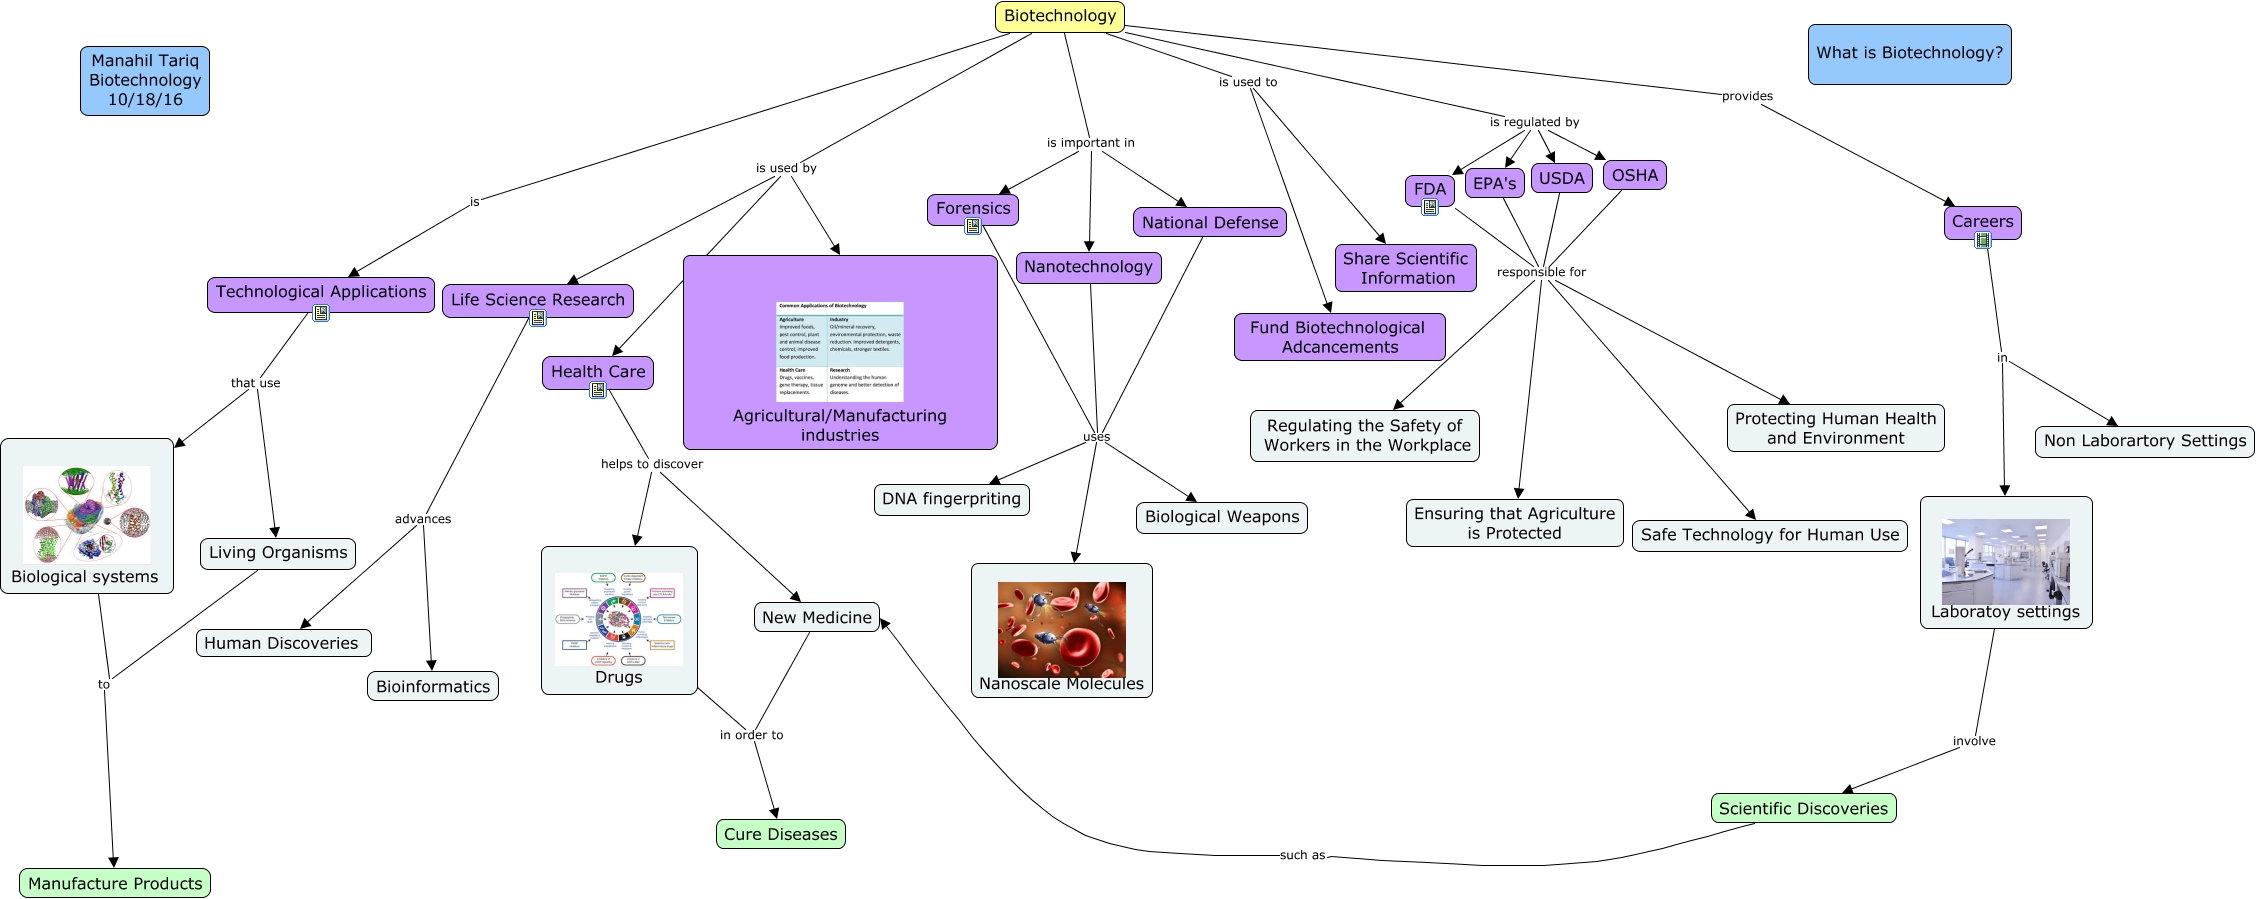 Biotechnology
Manahil Tariq
Biotechnology
10/18/16
What is Biotechnology?
is used to
provides
is regulated by
is important in
is used by
is
FDA
EPA's
USDA
OSHA
Forensics
National Defense
Careers
Nanotechnology
Share Scientific
Information
responsible for
Technological Applications
Life Science Research
Fund Biotechnological
Adcancements
Health Care
Common Applications of Biotechnology
Agriculture
Improved foods,
pest control, plant
and animal disease
control, improved
food production.
Industry
Oil/mineral recovery,
environmental protection, waste
reduction. Improved detergents,
chemicals, stronger textiles.
Health Care
Drugs, vaccines,
gene therapy, tissue
replacements.
Research
Understanding the human
genome and better detection of
diseases.
Agricultural/Manufacturing
industries
that use
in
Regulating the Safety of
Workers in the Workplace
Protecting Human Health
and Environment
Non Laborartory Settings
uses
helps to discover
DNA fingerpriting
Biological Weapons
Ensuring that Agriculture
is Protected
Safe Technology for Human Use
advances
Living Organisms
Biological systems
Laboratoy settings
New Medicine
Human Discoveries
Bioinformatics
Drugs
Nanoscale Molecules
to
in order to
involve
Scientific Discoveries
Cure Diseases
such as
Manufacture Products